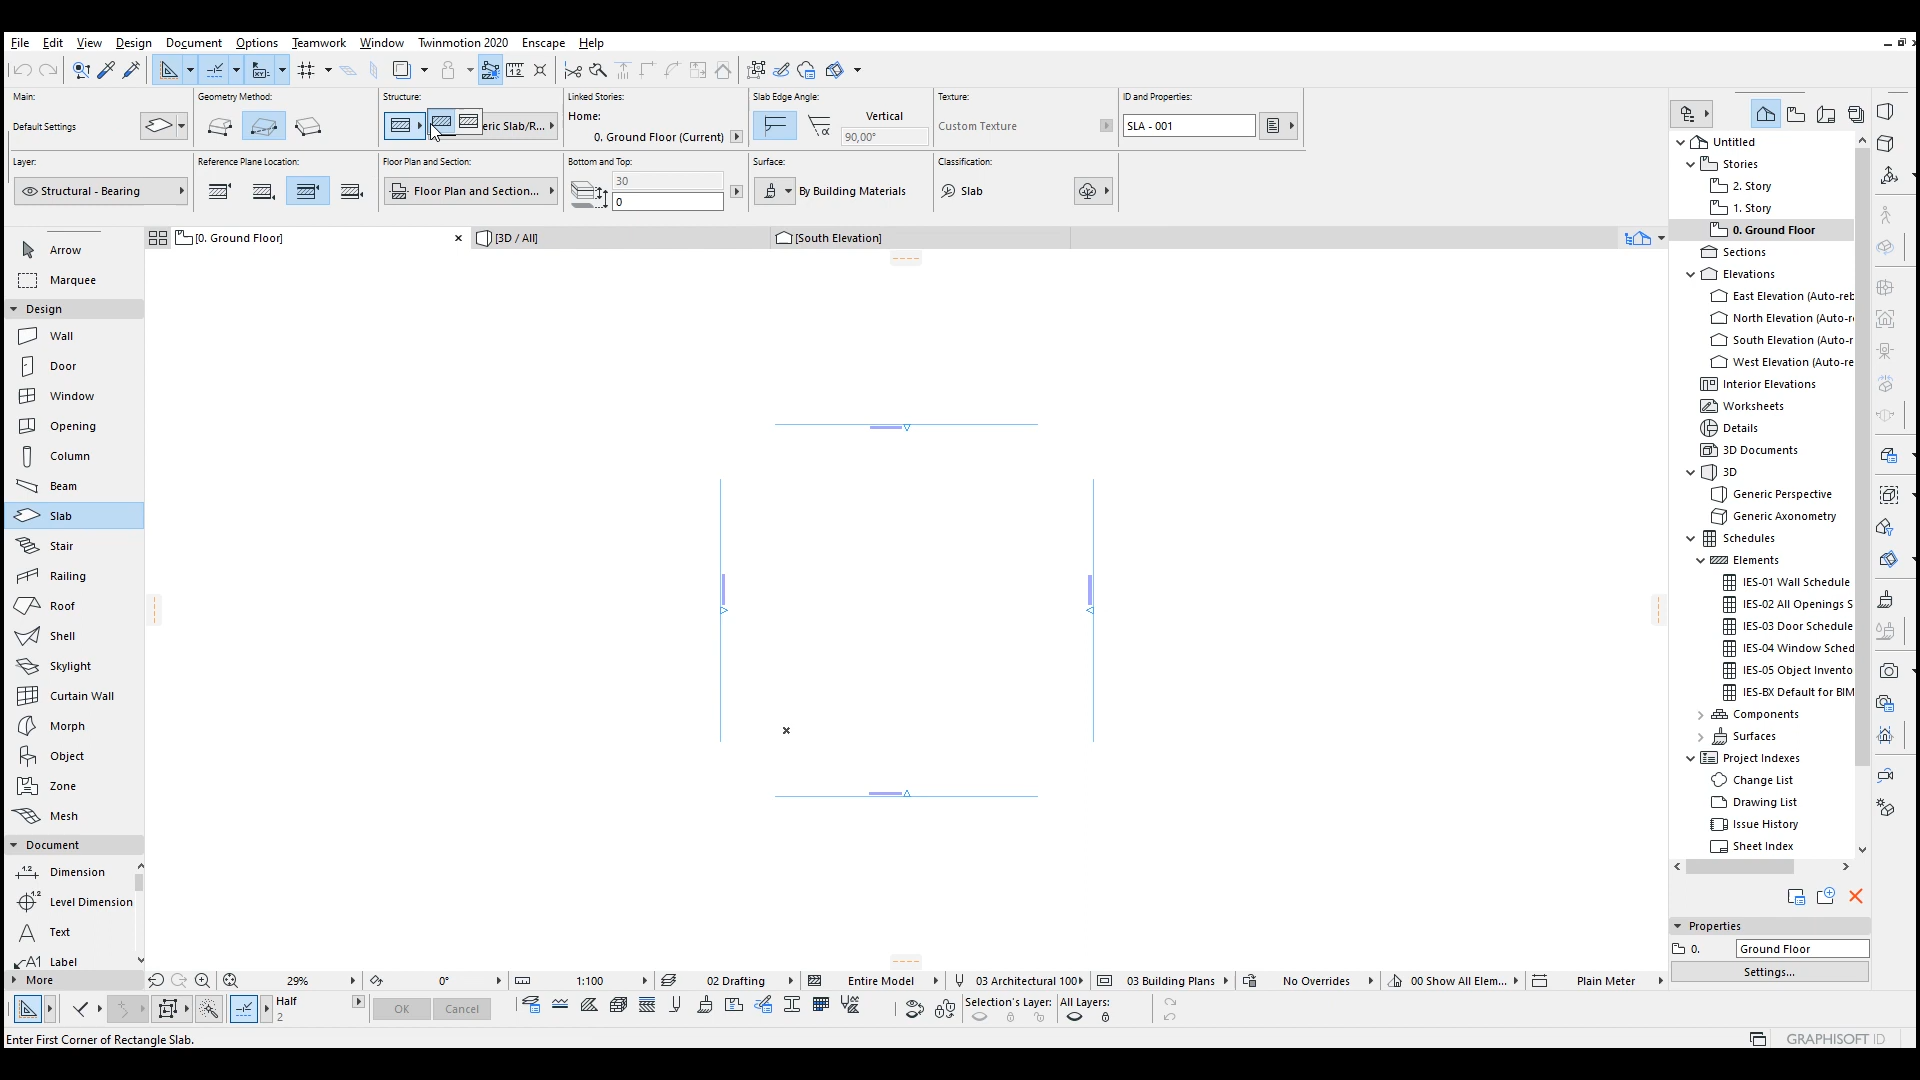 File Edit View Design Document Options Teamwork Window Twinmotion 2020 Enscape Help
Main: Geometry Method: Structure: Linked Stories: Slab Edge Angle: Texture: ID and Properties:
Default Settings
eric Slab/R...
Home:
0. Ground Floor (Current)
Vertical
90,00°
Custom Texture
SLA - 001
Layer: Reference Plane Location: Floor Plan and Section: Bottom and Top: Surface: Classification:
Structural - Bearing
Floor Plan and Section...
30
0
By Building Materials
Slab
[0. Ground Floor] [3D / All] [South Elevation]
Arrow
Marquee
Design
Wall
Door
Window
Opening
Column
Beam
Slab
Stair
Railing
Roof
Shell
Skylight
Curtain Wall
Morph
Object
Zone
Mesh
Document
1.2 Dimension
1.2 Level Dimension
A Text
A1 Label
More
Untitled
Stories
2. Story
1. Story
0. Ground Floor
Sections
Elevations
East Elevation (Auto-reb
North Elevation (Auto-r
South Elevation (Auto-r
West Elevation (Auto-re
Interior Elevations
Worksheets
Details
3D Documents
3D
Generic Perspective
Generic Axonometry
Schedules
Elements
IES-01 Wall Schedule
IES-02 All Openings S
IES-03 Door Schedule
IES-04 Window Sched
IES-05 Object Invento
IES-BX Default for BIM
Components
Surfaces
Project Indexes
Change List
Drawing List
Issue History
Sheet Index
Properties
0. Ground Floor
Settings...
29% 0° 1:100 02 Drafting Entire Model 03 Architectural 100 03 Building Plans No Overrides 00 Show All Elem... Plain Meter
Half
2
OK Cancel
Selection's Layer: All Layers:
Enter First Corner of Rectangle Slab.
GRAPHISOFT ID